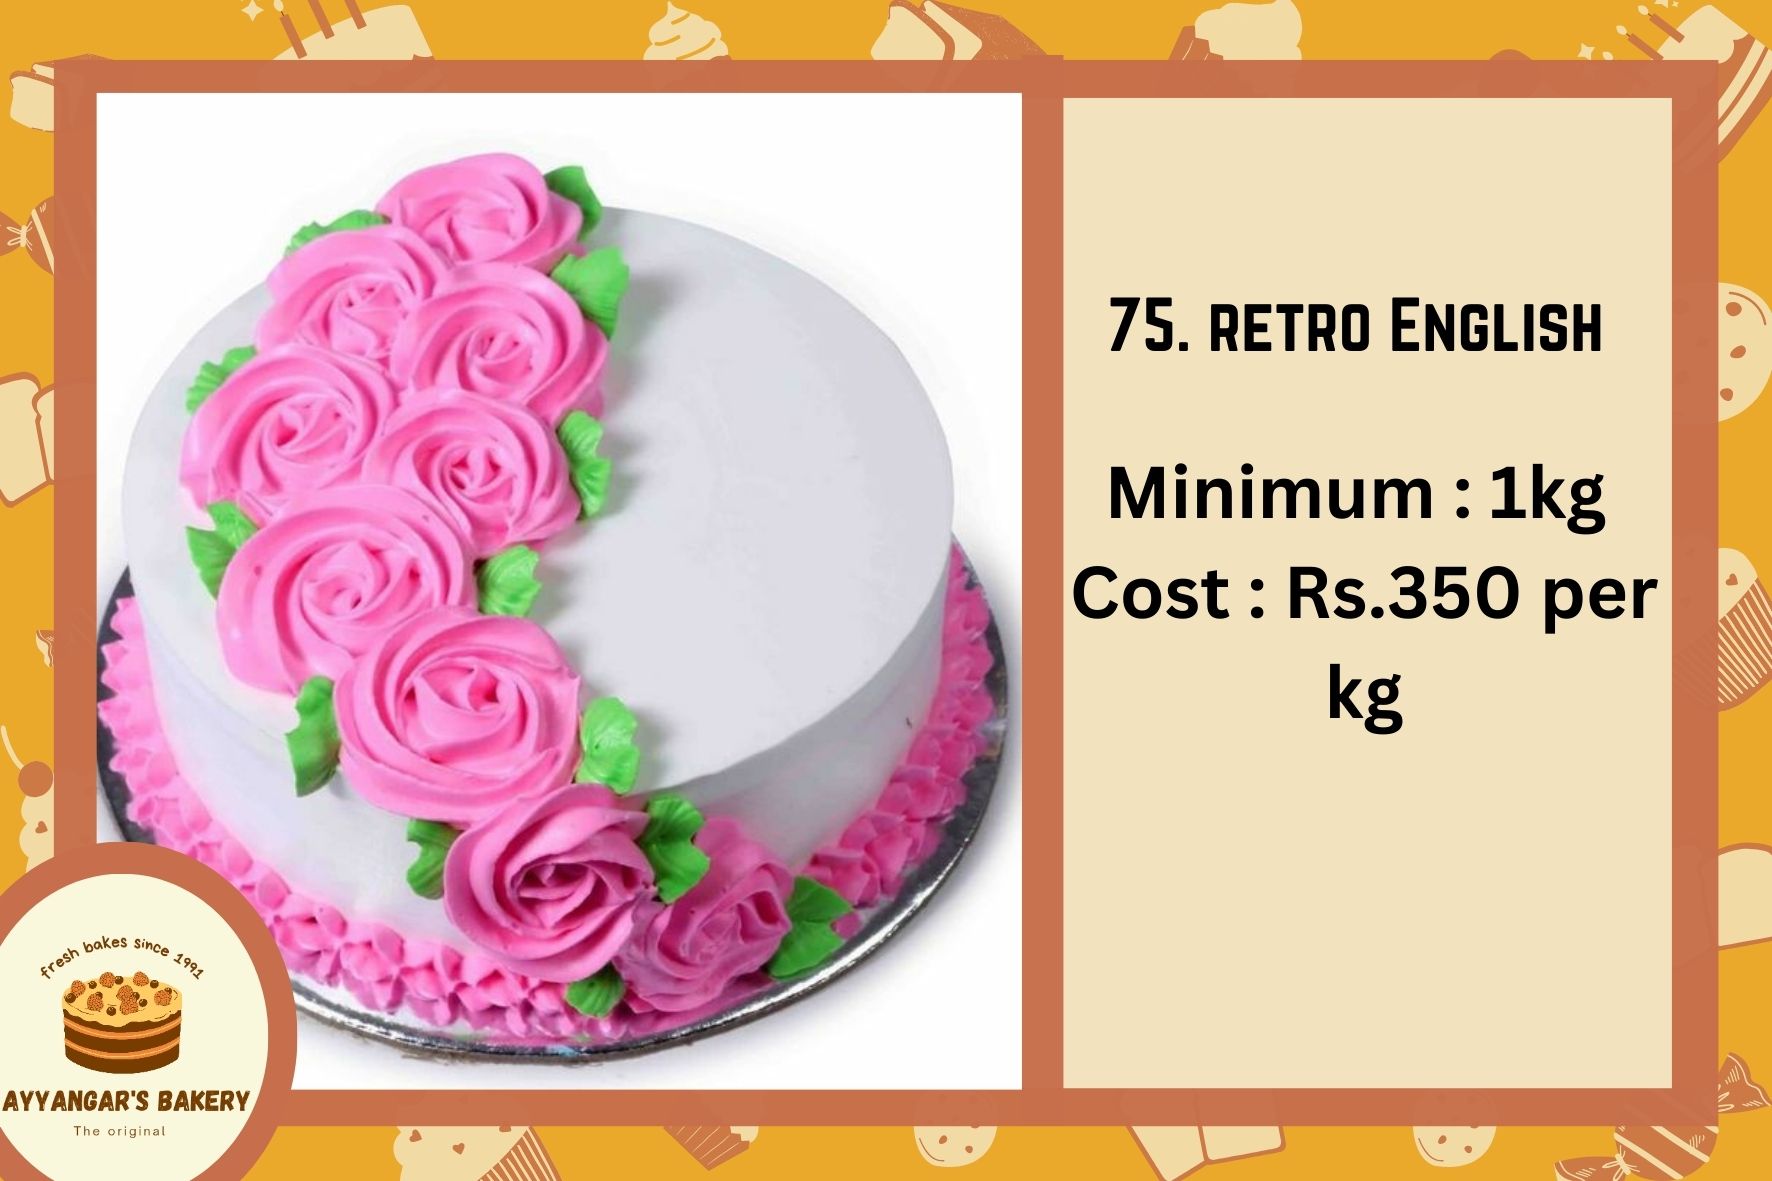 75. RETRO ENGLISH
Minimum : 1kg
Cost : Rs.350 per
kg
fresh bakes since 1991
AYYANGAR'S BAKERY
The original